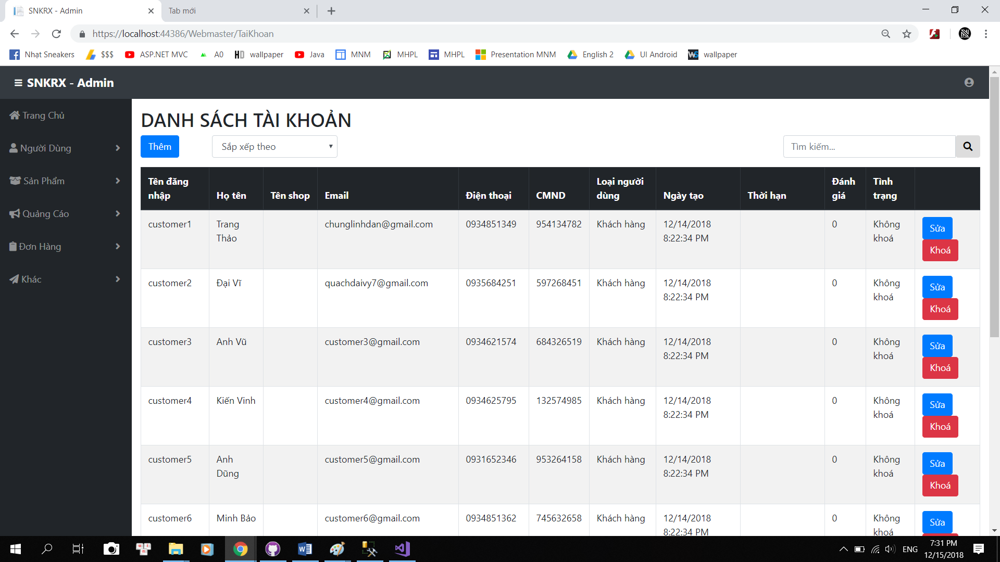 SNKRX - Admin
Tab mới
https://localhost:44386/Webmaster/TaiKhoan
Nhạt Sneakers
$$$
ASP.NET MVC
A0
HD
wallpaper
Java
MNM
MHPL
MHPL
Presentation MNM
English 2
UI Android
wallpaper
SNKRX - Admin
Trang Chủ
Người Dùng
Sản Phẩm
Quảng Cáo
Đơn Hàng
Khác
DANH SÁCH TÀI KHOẢN
Thêm
Sắp xếp theo
Tìm kiếm...
Tên đăng nhập Họ tên Tên shop Email Điện thoại CMND Loại người dùng Ngày tạo Thời hạn Đánh giá Tình trạng
customer1 Trang Thảo chunglinhdan@gmail.com 0934851349 954134782 Khách hàng 12/14/2018 8:22:34 PM 0 Không khoá Sửa Khoá
customer2 Đại Vĩ quachdaivy7@gmail.com 0935684251 597268451 Khách hàng 12/14/2018 8:22:34 PM 0 Không khoá Sửa Khoá
customer3 Anh Vũ customer3@gmail.com 0934621574 684326519 Khách hàng 12/14/2018 8:22:34 PM 0 Không khoá Sửa Khoá
customer4 Kiến Vinh customer4@gmail.com 0934625795 132574985 Khách hàng 12/14/2018 8:22:34 PM 0 Không khoá Sửa Khoá
customer5 Anh Dũng customer5@gmail.com 0931652346 953264158 Khách hàng 12/14/2018 8:22:34 PM 0 Không khoá Sửa Khoá
customer6 Minh Bảo customer6@gmail.com 0934851362 745632658 Khách hàng 12/14/2018 8:22:34 PM 0 Không khoá Sửa
ENG
7:31 PM
12/15/2018